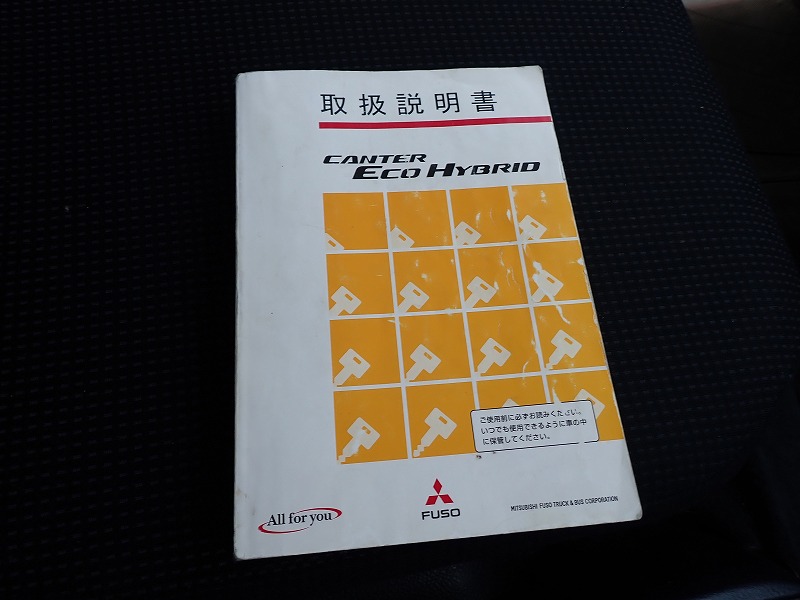 取扱説明書
CANTER
ECO HYBRID
ご使用前に必ずお読みください。
いつでも使用できるように車の中
に保管してください。
All for you
FUSO
MITSUBISHI FUSO TRUCK & BUS CORPORATION